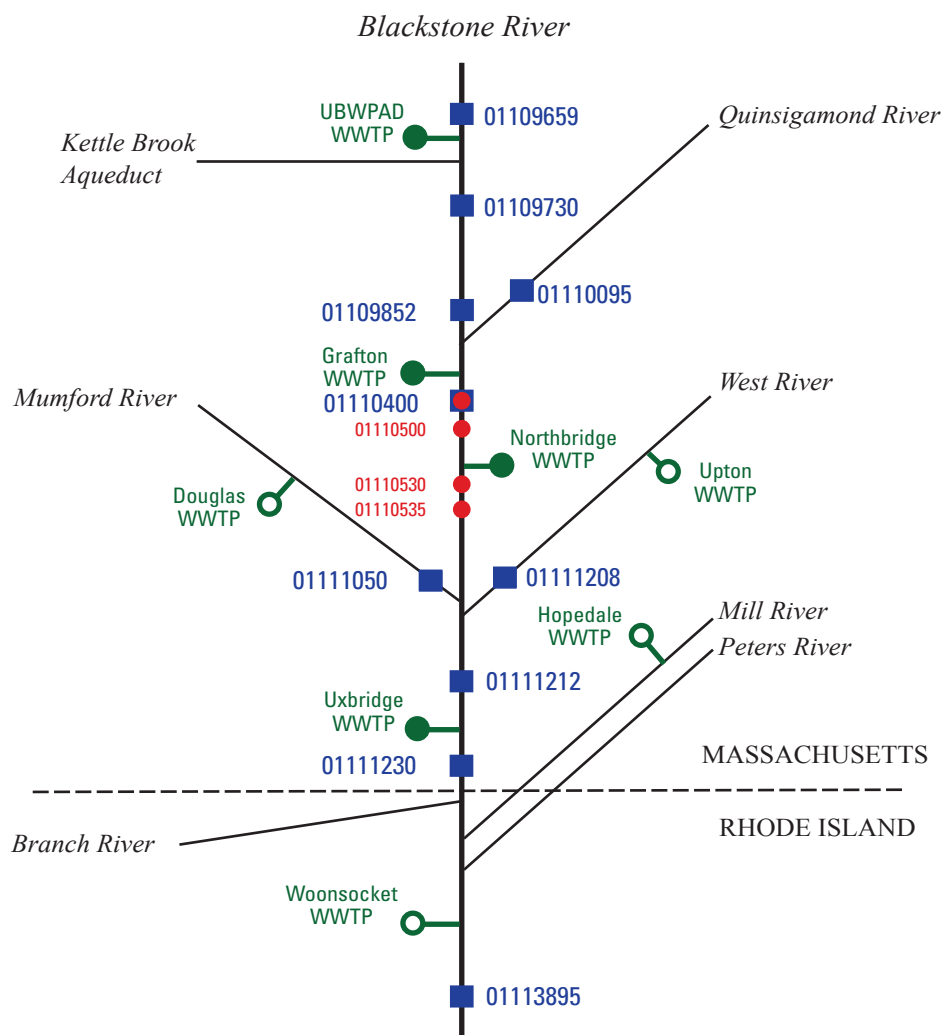 Blackstone River
UBWPAD
WWTP
01109659
Quinsigamond River
Kettle Brook
Aqueduct
01109730
01110095
01109852
Grafton
WWTP
Mumford River
01110400
West River
01110500
Northbridge
WWTP
Upton
WWTP
01110530
Douglas
WWTP
01110535
01111050
01111208
Hopedale
WWTP
Mill River
Peters River
01111212
Uxbridge
WWTP
01111230
MASSACHUSETTS
RHODE ISLAND
Branch River
Woonsocket
WWTP
01113895